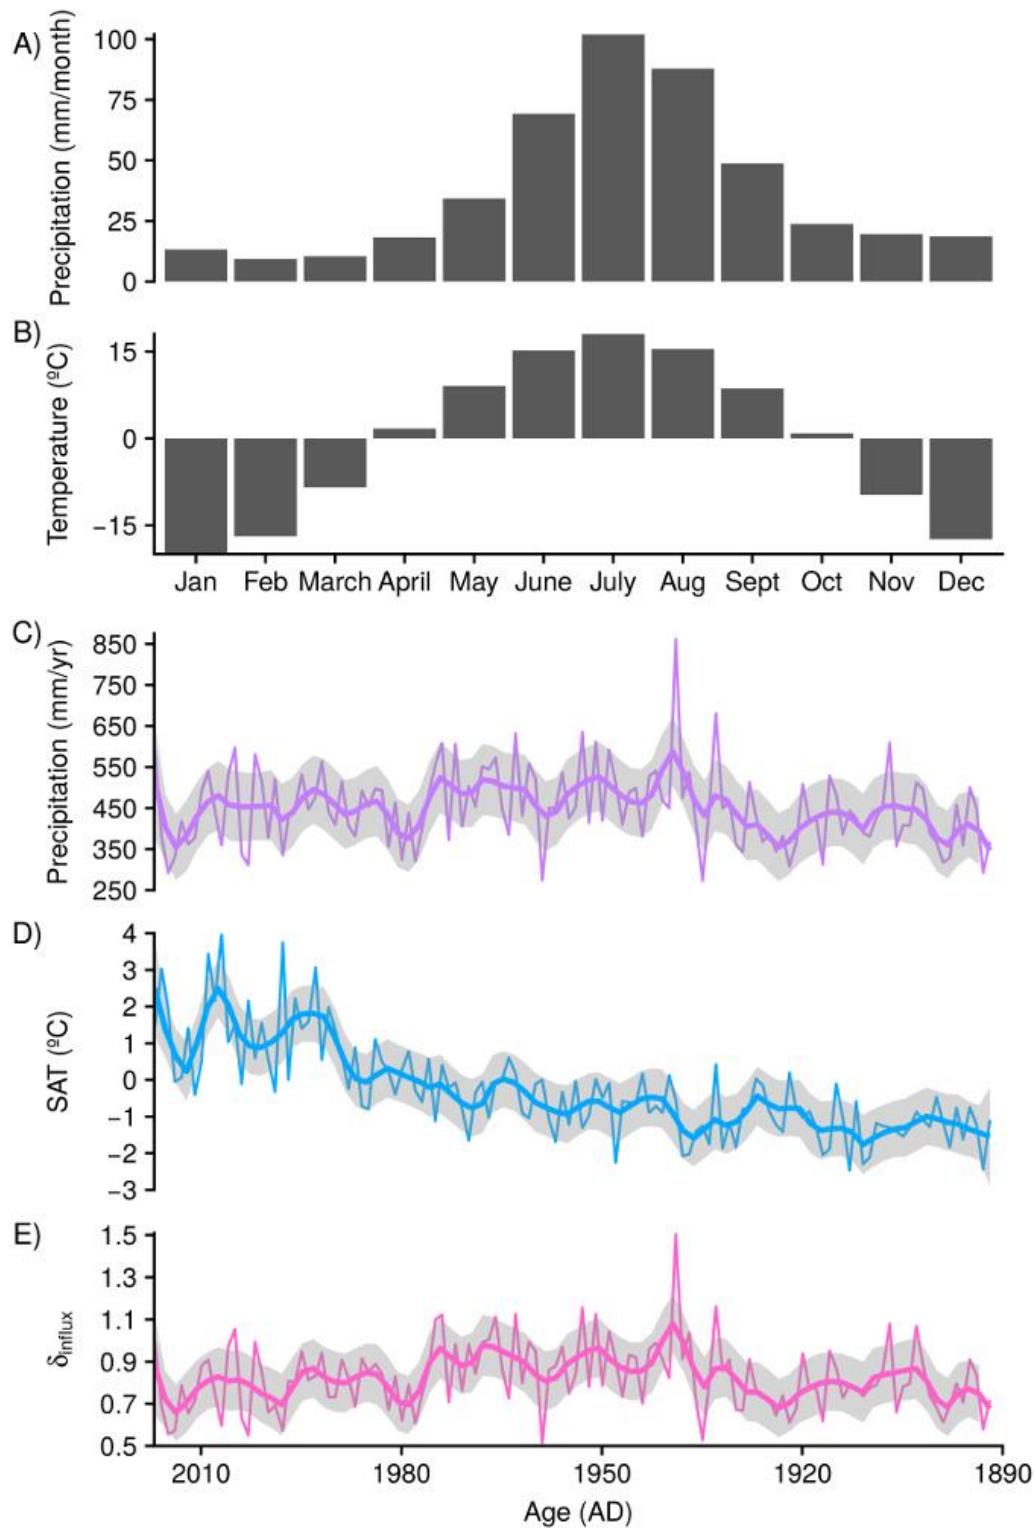 A)
Precipitation (mm/month)
100
75
50
25
0
B)
Temperature (ºC)
15
0
−15
Jan Feb March April May June July Aug Sept Oct Nov Dec
C)
Precipitation (mm/yr)
850
750
650
550
450
350
250
D)
SAT (ºC)
4
3
2
1
0
−1
−2
−3
E)
δinflux
1.5
1.3
1.1
0.9
0.7
0.5
2010 1980 1950 1920 1890
Age (AD)